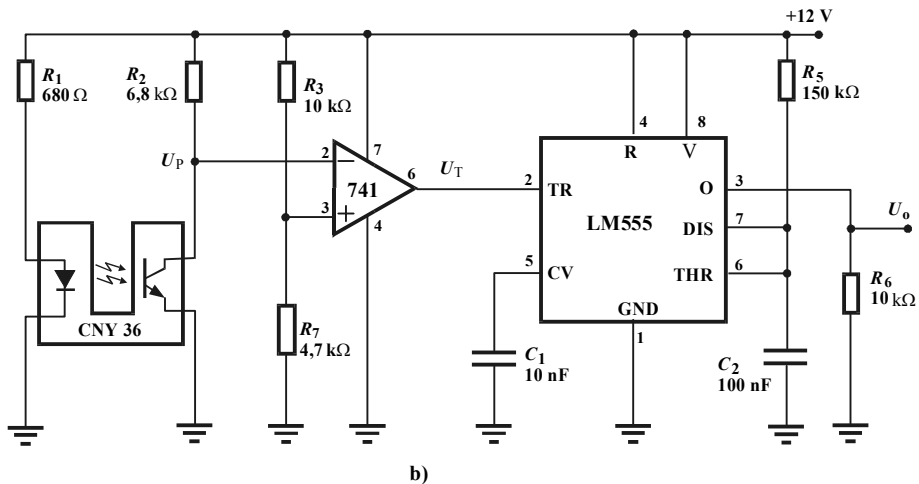 +12 V
R1
680 Ω
R2
6,8 kΩ
R3
10 kΩ
R5
150 kΩ
4
8
R
V
UP
2
7
6
741
3
4
UT
2
TR
O
3
LM555
DIS
7
Uo
5
CV
THR
6
GND
1
R6
10 kΩ
CNY 36
R7
4,7 kΩ
C1
10 nF
C2
100 nF
b)